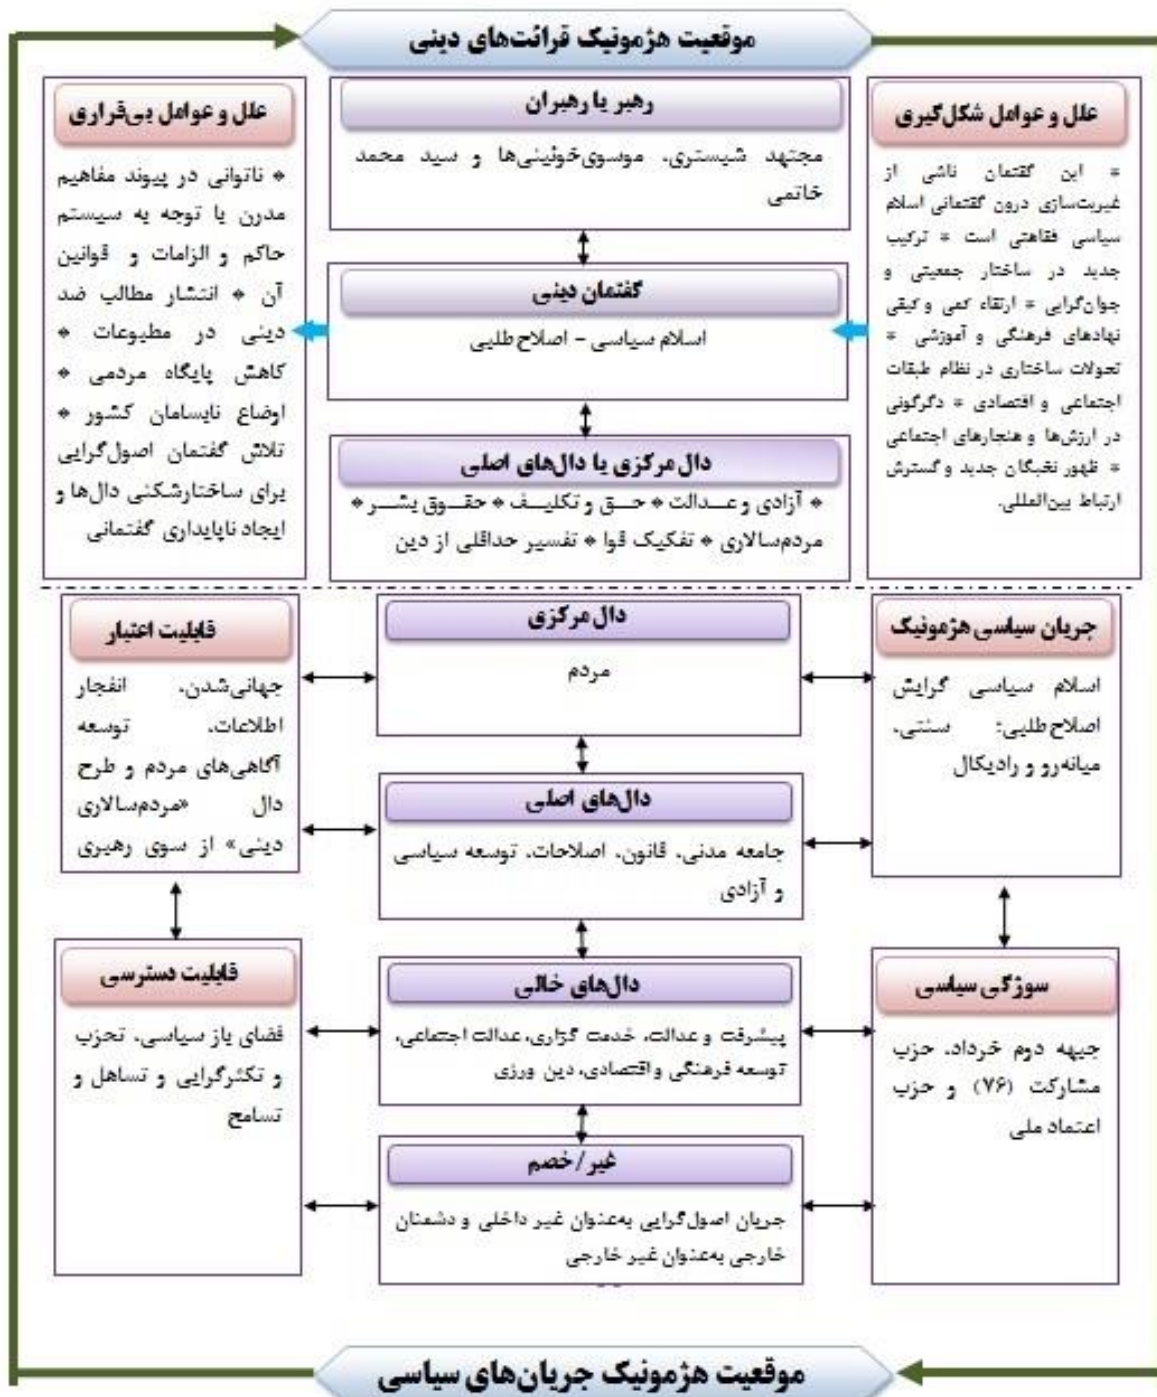 موقعیت هژمونیک قرائت‌های دینی
علل و عوامل شکل‌گیری
* این گفتمان ناشی از
غیریت‌سازی درون گفتمانی اسلام
سیاسی فقاهتی است * ترکیب
جدید در ساختار جمعیتی و
جوان‌گرایی * ارتقاء کمی و کیفی
نهادهای فرهنگی و آموزشی *
تحولات ساختاری در نظام طبقات
اجتماعی و اقتصادی * دگرگونی
در ارزش‌ها و هنجارهای اجتماعی
* ظهور نخبگان جدید و گسترش
ارتباط بین‌المللی.
رهبر یا رهبران
مجتهد شبستری، موسوی‌خوئینی‌ها و سید محمد
خاتمی
گفتمان دینی
اسلام سیاسی - اصلاح‌طلبی
دال مرکزی یا دال‌های اصلی
* آزادی و عدالت * حق و تکلیف * حقوق بشر *
مردم‌سالاری * تفکیک قوا * تفسیر حداقلی از دین
علل و عوامل بی‌قراری
* ناتوانی در پیوند مفاهیم
مدرن با توجه به سیستم
حاکم و الزامات و قوانین
آن * انتشار مطالب ضد
دینی در مطبوعات *
کاهش پایگاه مردمی *
اوضاع نابسامان کشور *
تلاش گفتمان اصول‌گرایی
برای ساختارشکنی دال‌ها و
ایجاد ناپایداری گفتمانی
جریان سیاسی هژمونیک
اسلام سیاسی گرایش
اصلاح‌طلبی: سنتی،
میانه‌رو و رادیکال
دال مرکزی
مردم
قابلیت اعتبار
جهانی‌شدن، انفجار
اطلاعات، توسعه
آگاهی‌های مردم و طرح
دال «مردم‌سالاری
دینی» از سوی رهبری
دال‌های اصلی
جامعه مدنی، قانون، اصلاحات، توسعه سیاسی
و آزادی
سوژگی سیاسی
جبهه دوم خرداد، حزب
مشارکت (۷۶) و حزب
اعتماد ملی
دال‌های خالی
پیشرفت و عدالت، خدمت گزاری، عدالت اجتماعی،
توسعه فرهنگی و اقتصادی، دین ورزی
قابلیت دسترسی
فضای باز سیاسی، تحزب
و تکثرگرایی و تساهل و
تسامح
غیر/خصم
جریان اصول‌گرایی به‌عنوان غیر داخلی و دشمنان
خارجی به‌عنوان غیر خارجی
موقعیت هژمونیک جریان‌های سیاسی